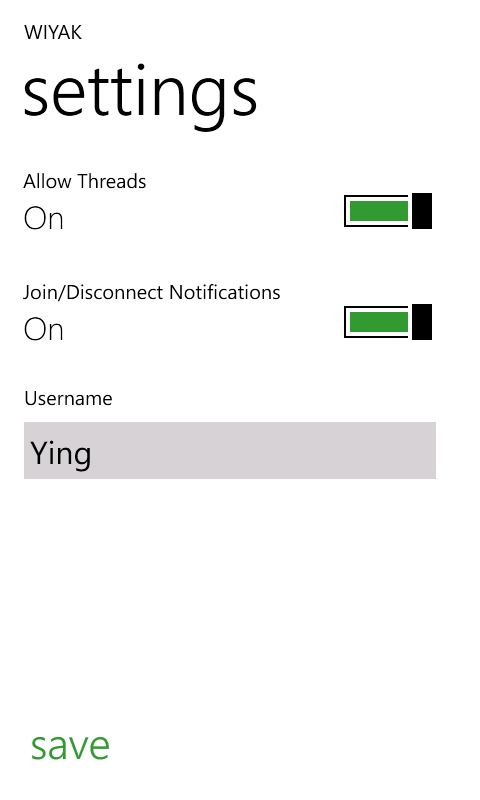 WIYAK
settings
Allow Threads
On
Join/Disconnect Notifications
On
Username
Ying
save